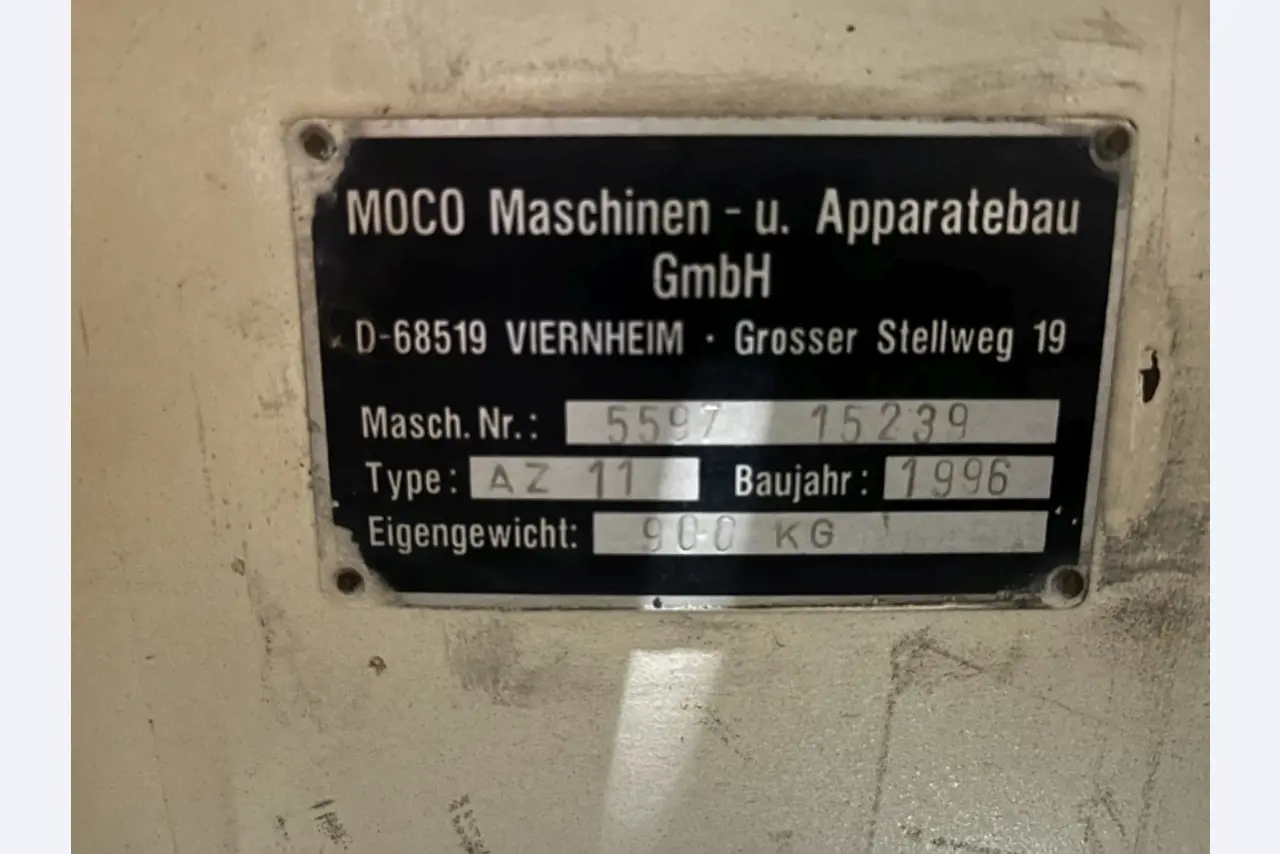 MOCO Maschinen - u. Apparatebau
GmbH
D-68519 VIERNHEIM · Grosser Stellweg 19
Masch. Nr.: 5597 15239
Type: AZ 11 Baujahr: 1996
Eigengewicht: 900 KG